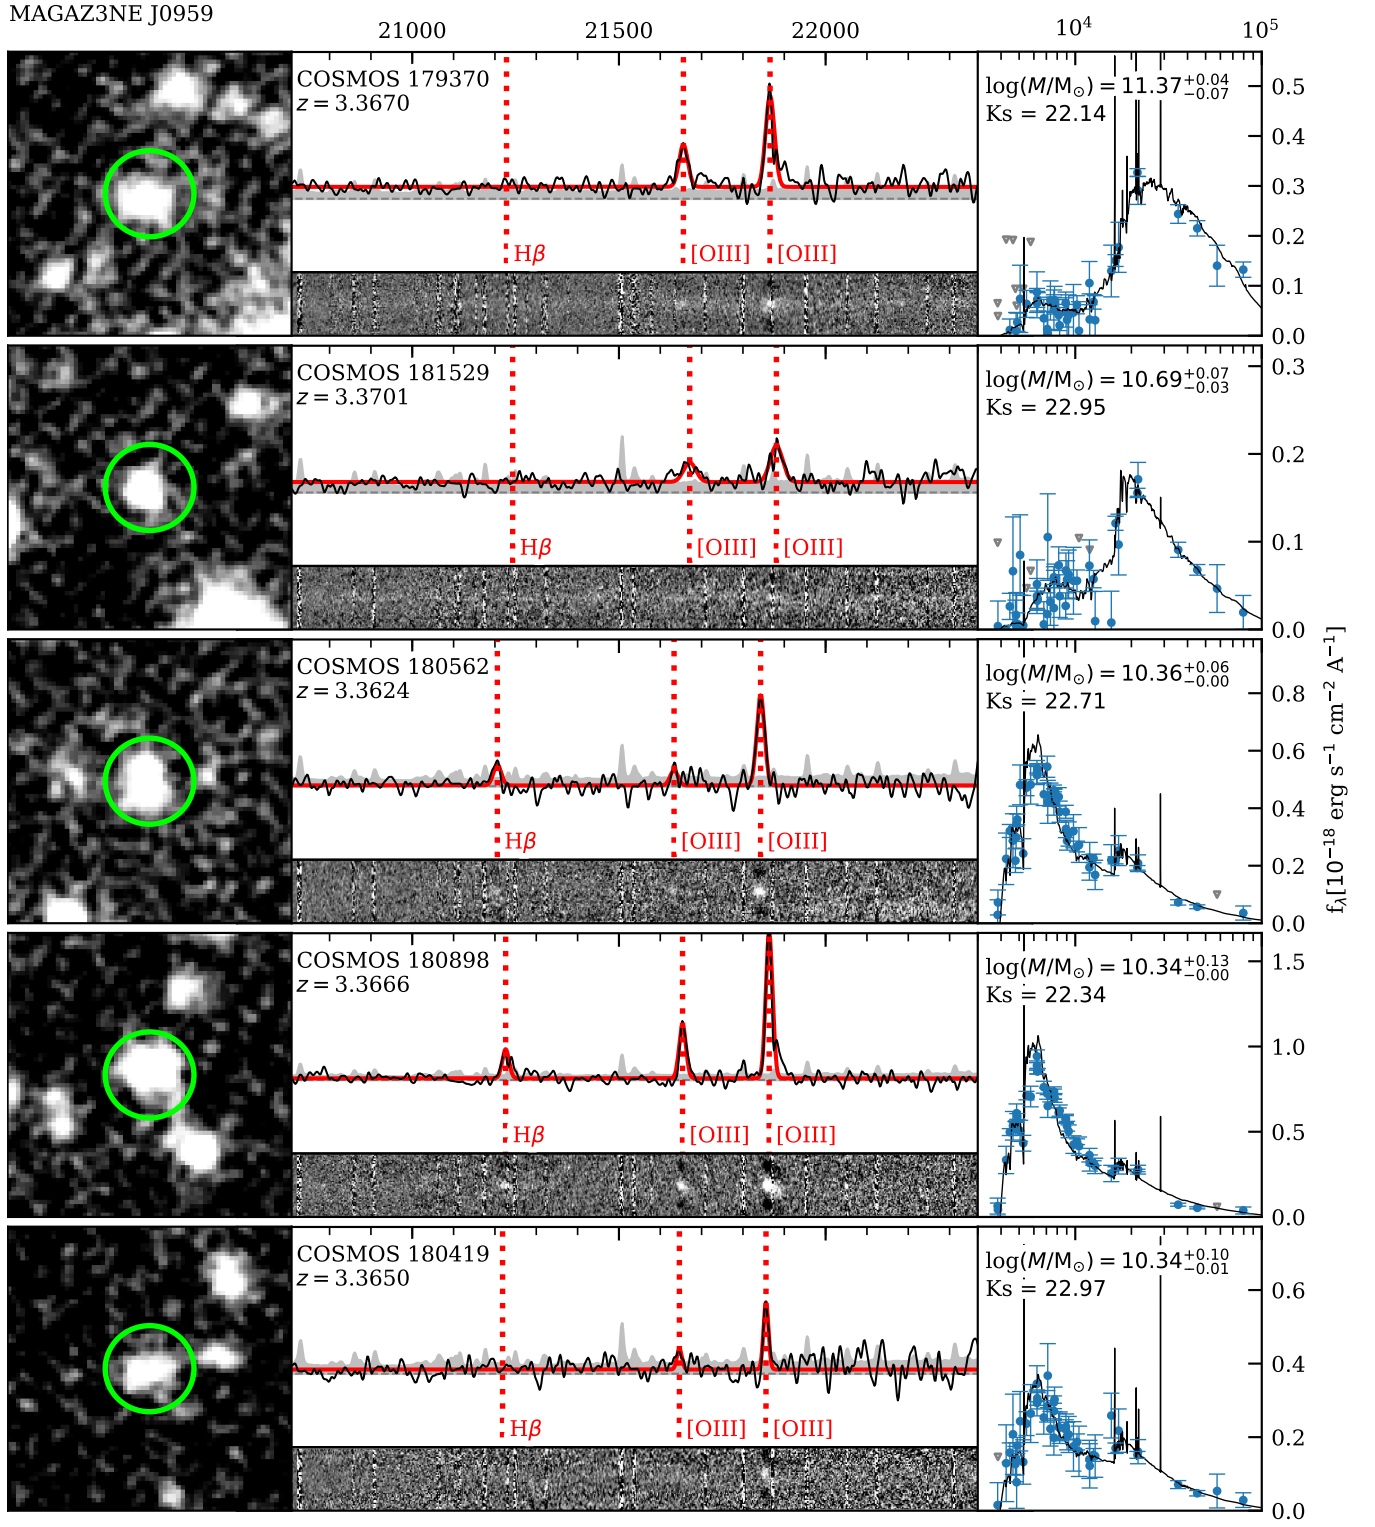 MAGAZ3NE J0959
21000 21500 22000 10⁴ 10⁵
COSMOS 179370
z = 3.3670
Hβ [OIII] [OIII]
log(M/M⊙) = 11.37 +0.04 −0.07
Ks = 22.14
0.5
0.4
0.3
0.2
0.1
0.0
COSMOS 181529
z = 3.3701
Hβ [OIII] [OIII]
log(M/M⊙) = 10.69 +0.07 −0.03
Ks = 22.95
0.3
0.2
0.1
0.0
COSMOS 180562
z = 3.3624
Hβ [OIII] [OIII]
log(M/M⊙) = 10.36 +0.06 −0.00
Ks = 22.71
0.8
0.6
0.4
0.2
0.0
fλ[10⁻¹⁸ erg s⁻¹ cm⁻² A⁻¹]
COSMOS 180898
z = 3.3666
Hβ [OIII] [OIII]
log(M/M⊙) = 10.34 +0.13 −0.00
Ks = 22.34
1.5
1.0
0.5
0.0
COSMOS 180419
z = 3.3650
Hβ [OIII] [OIII]
log(M/M⊙) = 10.34 +0.10 −0.01
Ks = 22.97
0.6
0.4
0.2
0.0